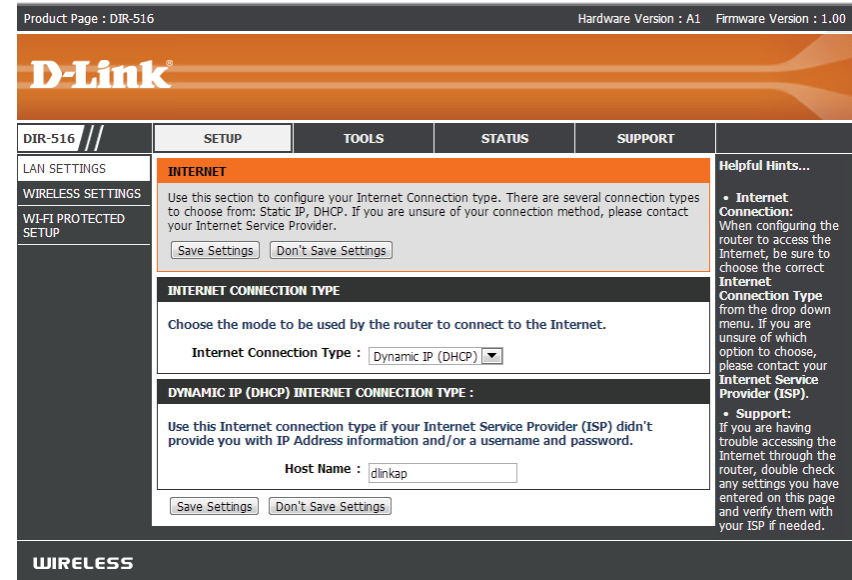 Product Page : DIR-516
Hardware Version : A1
Firmware Version : 1.00
D-Link®
DIR-516
SETUP
TOOLS
STATUS
SUPPORT
LAN SETTINGS
WIRELESS SETTINGS
WI-FI PROTECTED
SETUP
INTERNET
Use this section to configure your Internet Connection type. There are several connection types
to choose from: Static IP, DHCP. If you are unsure of your connection method, please contact
your Internet Service Provider.
Save Settings
Don't Save Settings
INTERNET CONNECTION TYPE
Choose the mode to be used by the router to connect to the Internet.
Internet Connection Type : Dynamic IP (DHCP)
DYNAMIC IP (DHCP) INTERNET CONNECTION TYPE :
Use this Internet connection type if your Internet Service Provider (ISP) didn't
provide you with IP Address information and/or a username and password.
Host Name : dlinkap
Save Settings
Don't Save Settings
Helpful Hints...
• Internet
Connection:
When configuring the
router to access the
Internet, be sure to
choose the correct
Internet
Connection Type
from the drop down
menu. If you are
unsure of which
option to choose,
please contact your
Internet Service
Provider (ISP).
• Support:
If you are having
trouble accessing the
Internet through the
router, double check
any settings you have
entered on this page
and verify them with
your ISP if needed.
WIRELESS